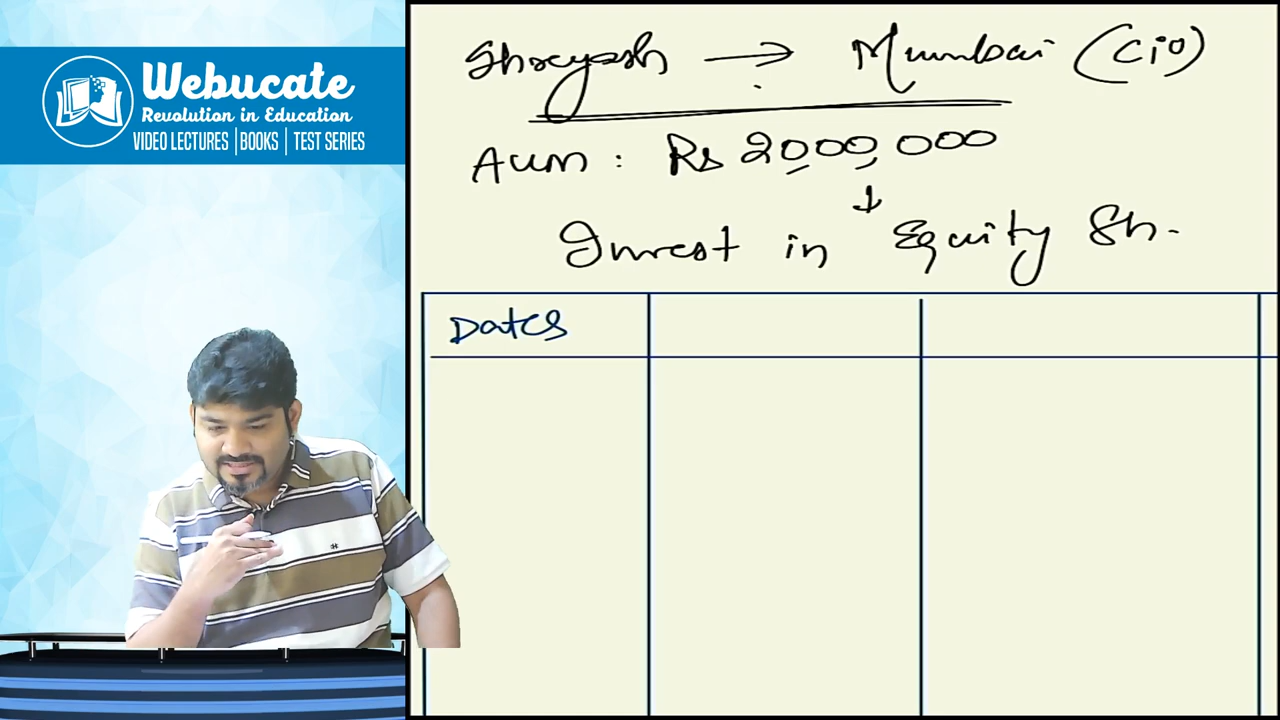 Webucate
Revolution in Education
VIDEO LECTURES | BOOKS | TEST SERIES
Shreyash → Mumbai (CIO)
AUM : Rs 2000,000
↓
Invest in Equity Sh.
Dates